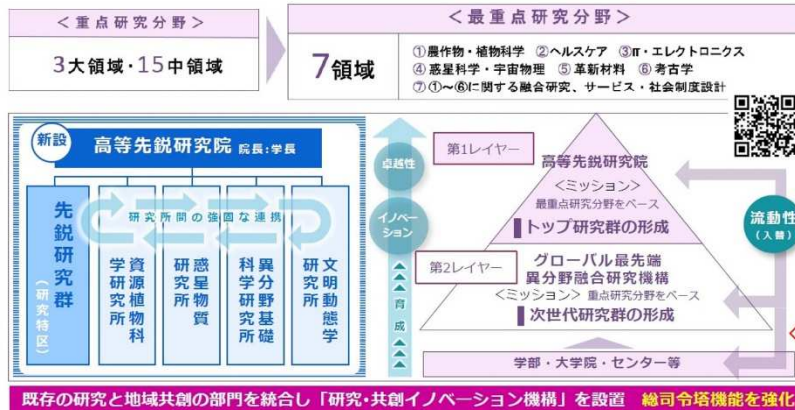 ＜重点研究分野＞
3大領域・15中領域
＜最重点研究分野＞
7領域
①農作物・植物科学 ②ヘルスケア ③π・エレクトロニクス
④惑星科学・宇宙物理 ⑤革新材料 ⑥考古学
⑦①～⑥に関する融合研究、サービス・社会制度設計
新設
高等先鋭研究院 院長：学長
研究所間の強固な連携
先鋭研究群
（研究特区）
資源植物科
学研究所
惑星物質
研究所
異分野基礎
科学研究所
文明動態学
研究所
卓越性
イノベー
ション
育成
第1レイヤー
高等先鋭研究院
＜ミッション＞
最重点研究分野をベース
トップ研究群の形成
第2レイヤー
グローバル最先端
異分野融合研究機構
＜ミッション＞ 重点研究分野をベース
次世代研究群の形成
流動性
（入替）
学部・大学院・センター等
既存の研究と地域共創の部門を統合し「研究・共創イノベーション機構」を設置 総司令塔機能を強化